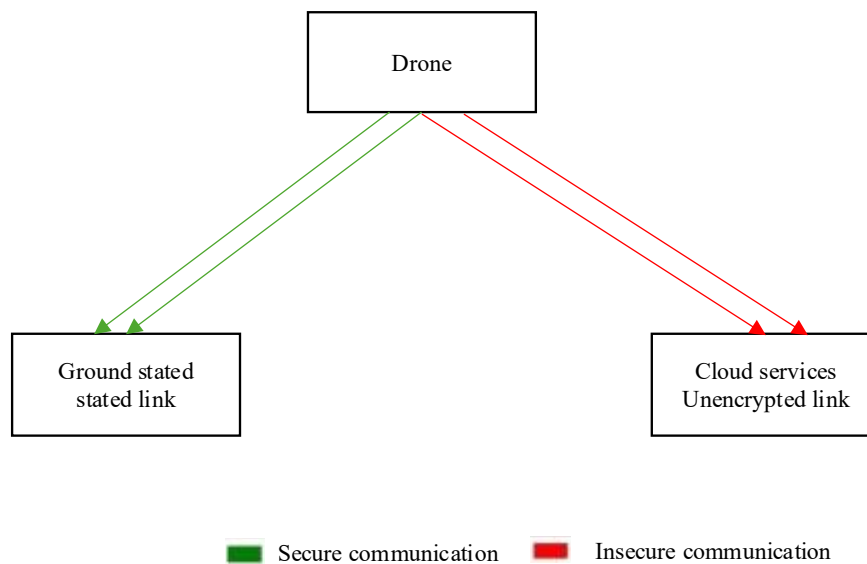 Drone
Ground stated
stated link
Cloud services
Unencrypted link
Secure communication
Insecure communication